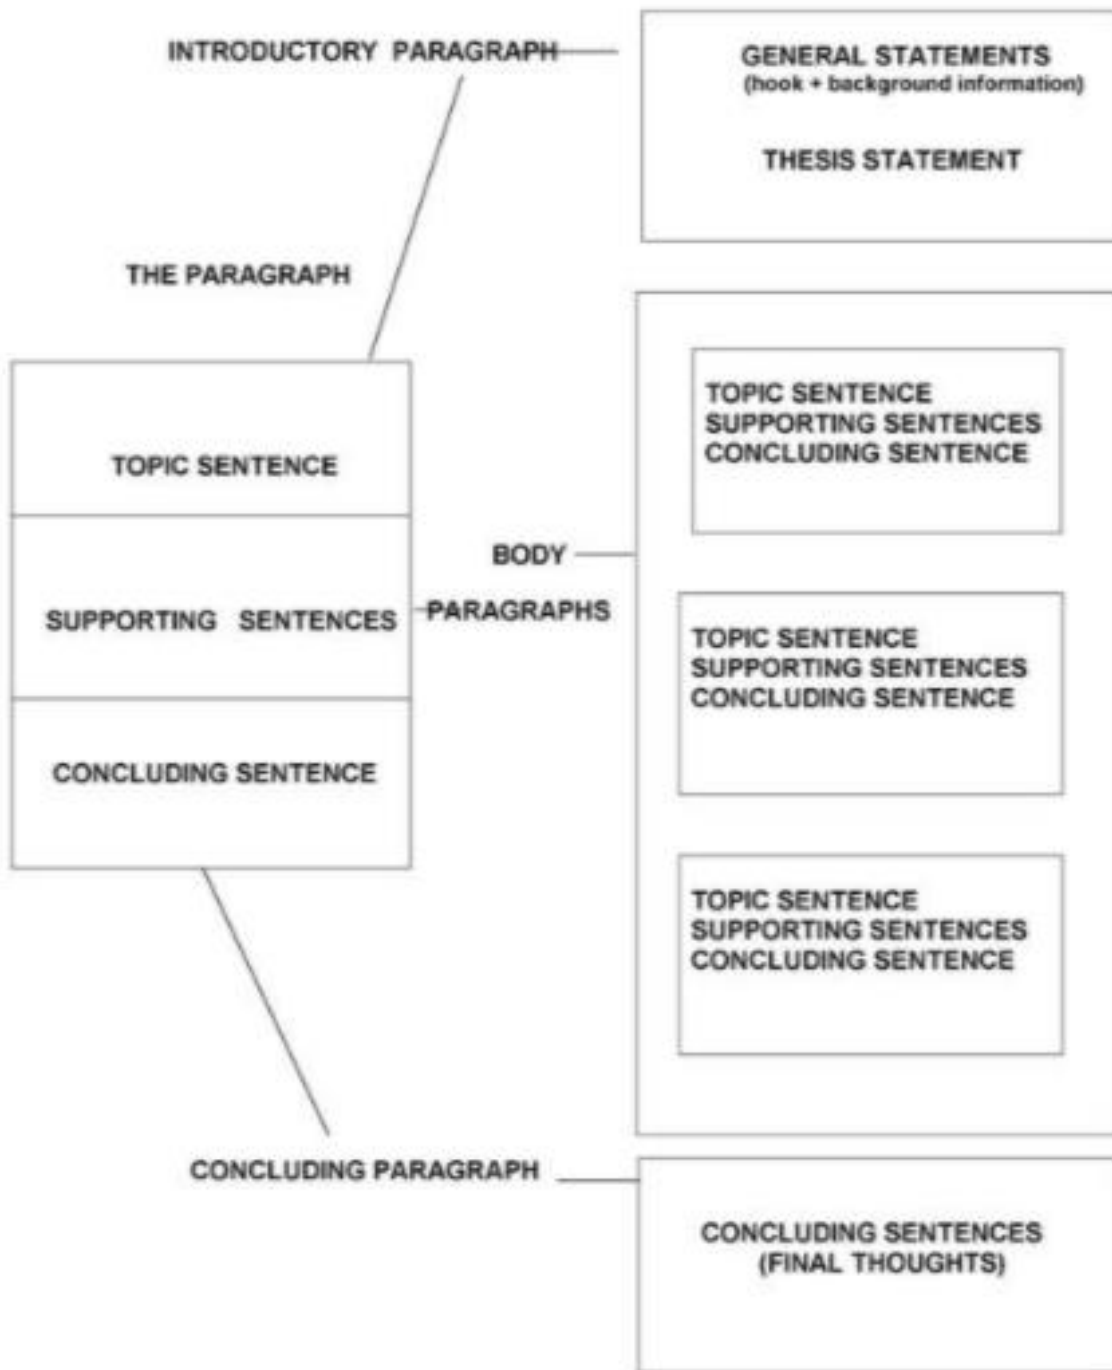 INTRODUCTORY PARAGRAPH
GENERAL STATEMENTS
(hook + background information)
THESIS STATEMENT
THE PARAGRAPH
TOPIC SENTENCE
SUPPORTING SENTENCES
CONCLUDING SENTENCE
BODY
PARAGRAPHS
TOPIC SENTENCE
SUPPORTING SENTENCES
CONCLUDING SENTENCE
TOPIC SENTENCE
SUPPORTING SENTENCES
CONCLUDING SENTENCE
TOPIC SENTENCE
SUPPORTING SENTENCES
CONCLUDING SENTENCE
CONCLUDING PARAGRAPH
CONCLUDING SENTENCES
(FINAL THOUGHTS)